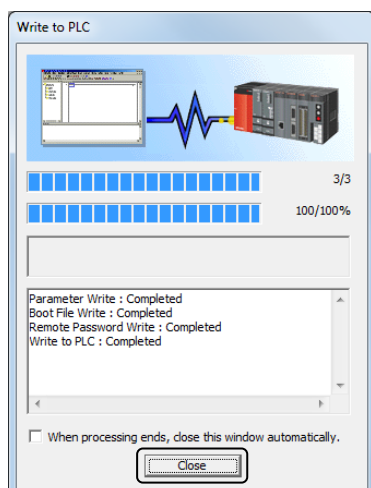 Write to PLC
3/3
100/100%
Parameter Write : Completed
Boot File Write : Completed
Remote Password Write : Completed
Write to PLC : Completed
When processing ends, close this window automatically.
Close